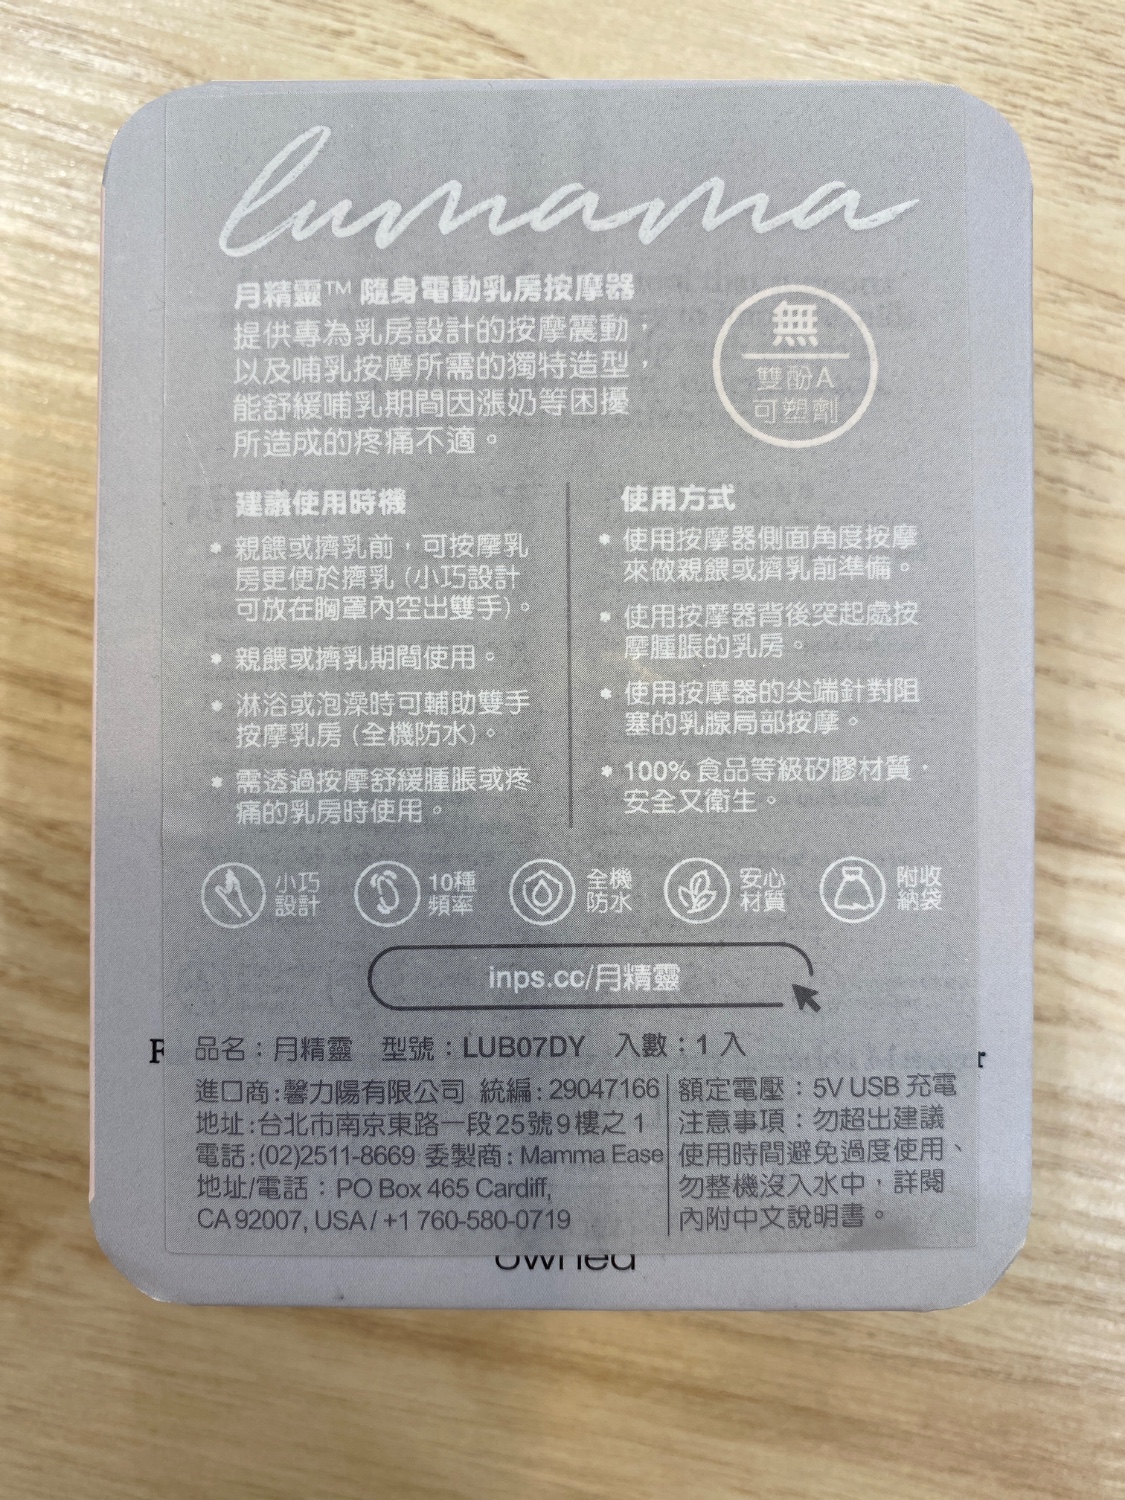 lumama
月精靈™ 隨身電動乳房按摩器
提供專為乳房設計的按摩震動，
以及哺乳按摩所需的獨特造型，
能舒緩哺乳期間因漲奶等困擾
所造成的疼痛不適。
無
雙酚A
可塑劑
建議使用時機
* 親餵或擠乳前，可按摩乳
房更便於擠乳 (小巧設計
可放在胸罩內空出雙手)。
* 親餵或擠乳期間使用。
* 淋浴或泡澡時可輔助雙手
按摩乳房 (全機防水)。
* 需透過按摩舒緩腫脹或疼
痛的乳房時使用。
使用方式
* 使用按摩器側面角度按摩
來做親餵或擠乳前準備。
* 使用按摩器背後突起處按
摩腫脹的乳房。
* 使用按摩器的尖端針對阻
塞的乳腺局部按摩。
* 100% 食品等級矽膠材質，
安全又衛生。
小巧
設計
10種
頻率
全機
防水
安心
材質
附收
納袋
inps.cc/月精靈
品名：月精靈 型號：LUB07DY 入數：1 入
進口商:馨力陽有限公司 統編: 29047166
地址:台北市南京東路一段25號9樓之1
電話:(02)2511-8669 委製商: Mamma Ease
地址/電話：PO Box 465 Cardiff,
CA 92007, USA / +1 760-580-0719
額定電壓：5V USB 充電
注意事項：勿超出建議
使用時間避免過度使用、
勿整機沒入水中，詳閱
內附中文說明書。
owned